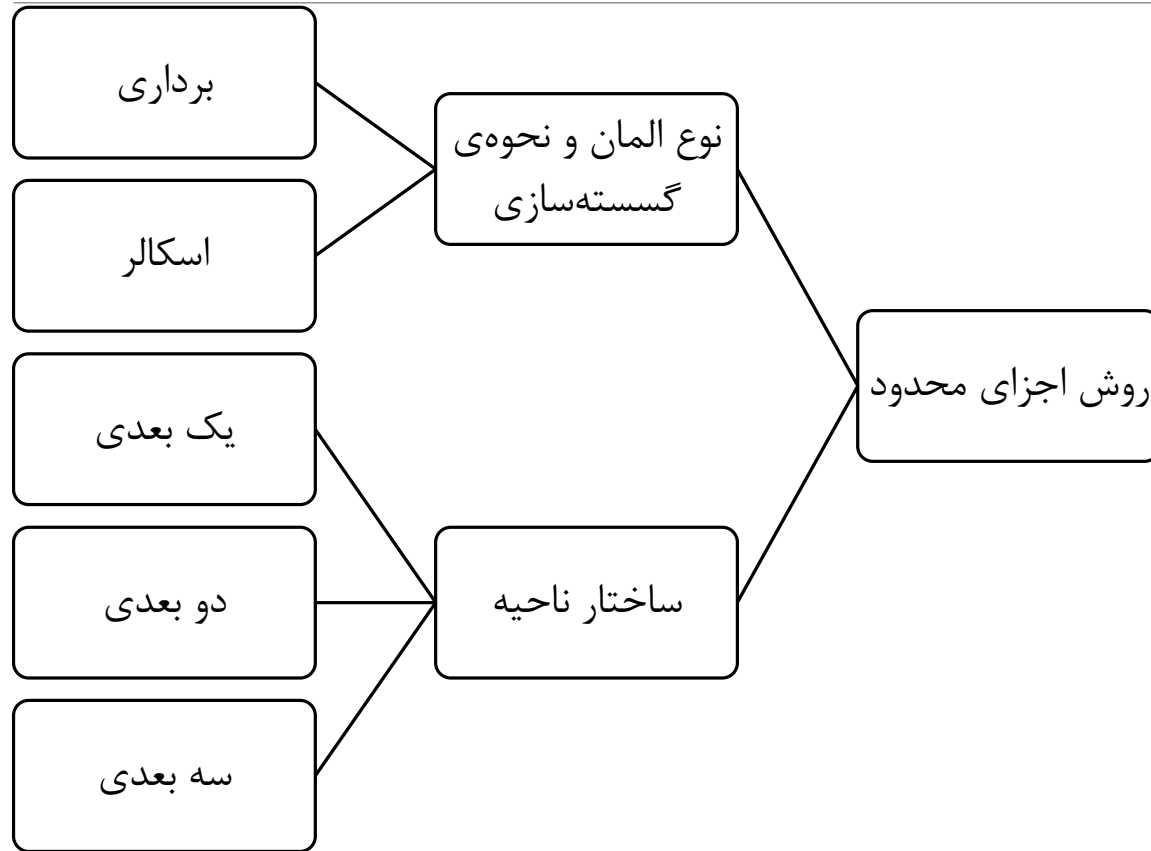 روش اجزای محدود
نوع المان و نحوه‌ی
گسسته‌سازی
برداری
اسکالر
ساختار ناحیه
یک بعدی
دو بعدی
سه بعدی